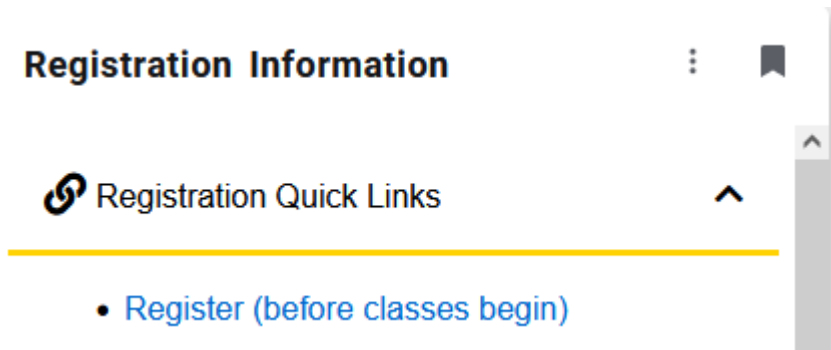 Registration Information
Registration Quick Links
Register (before classes begin)